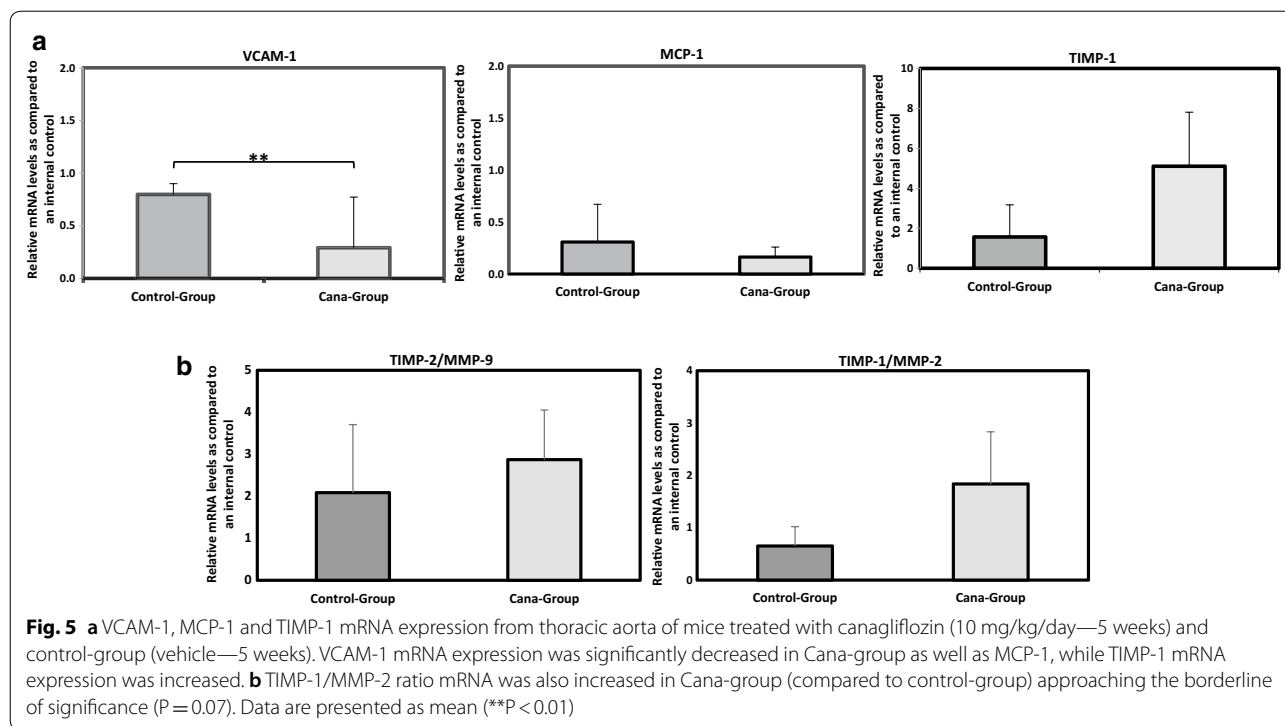 a
VCAM-1
Relative mRNA levels as compared to
an internal control
2.0
1.5
1.0
0.5
0.0
**
Control-Group
Cana-Group
MCP-1
Relative mRNA levels as compared to
an internal control
2.0
1.5
1.0
0.5
0.0
Control-Group
Cana-Group
TIMP-1
Relative mRNA levels as compared
to an internal control
10
8
6
4
2
0
Control-Group
Cana-Group
b
TIMP-2/MMP-9
Relative mRNA levels as compared to
an internal control
5
4
3
2
1
0
Control-Group
Cana-Group
TIMP-1/MMP-2
Relative mRNA levels as compared to
an internal control
4
3
2
1
0
Control-Group
Cana-Group
Fig. 5 a VCAM-1, MCP-1 and TIMP-1 mRNA expression from thoracic aorta of mice treated with canagliflozin (10 mg/kg/day—5 weeks) and
control-group (vehicle—5 weeks). VCAM-1 mRNA expression was significantly decreased in Cana-group as well as MCP-1, while TIMP-1 mRNA
expression was increased. b TIMP-1/MMP-2 ratio mRNA was also increased in Cana-group (compared to control-group) approaching the borderline
of significance (P = 0.07). Data are presented as mean (**P < 0.01)